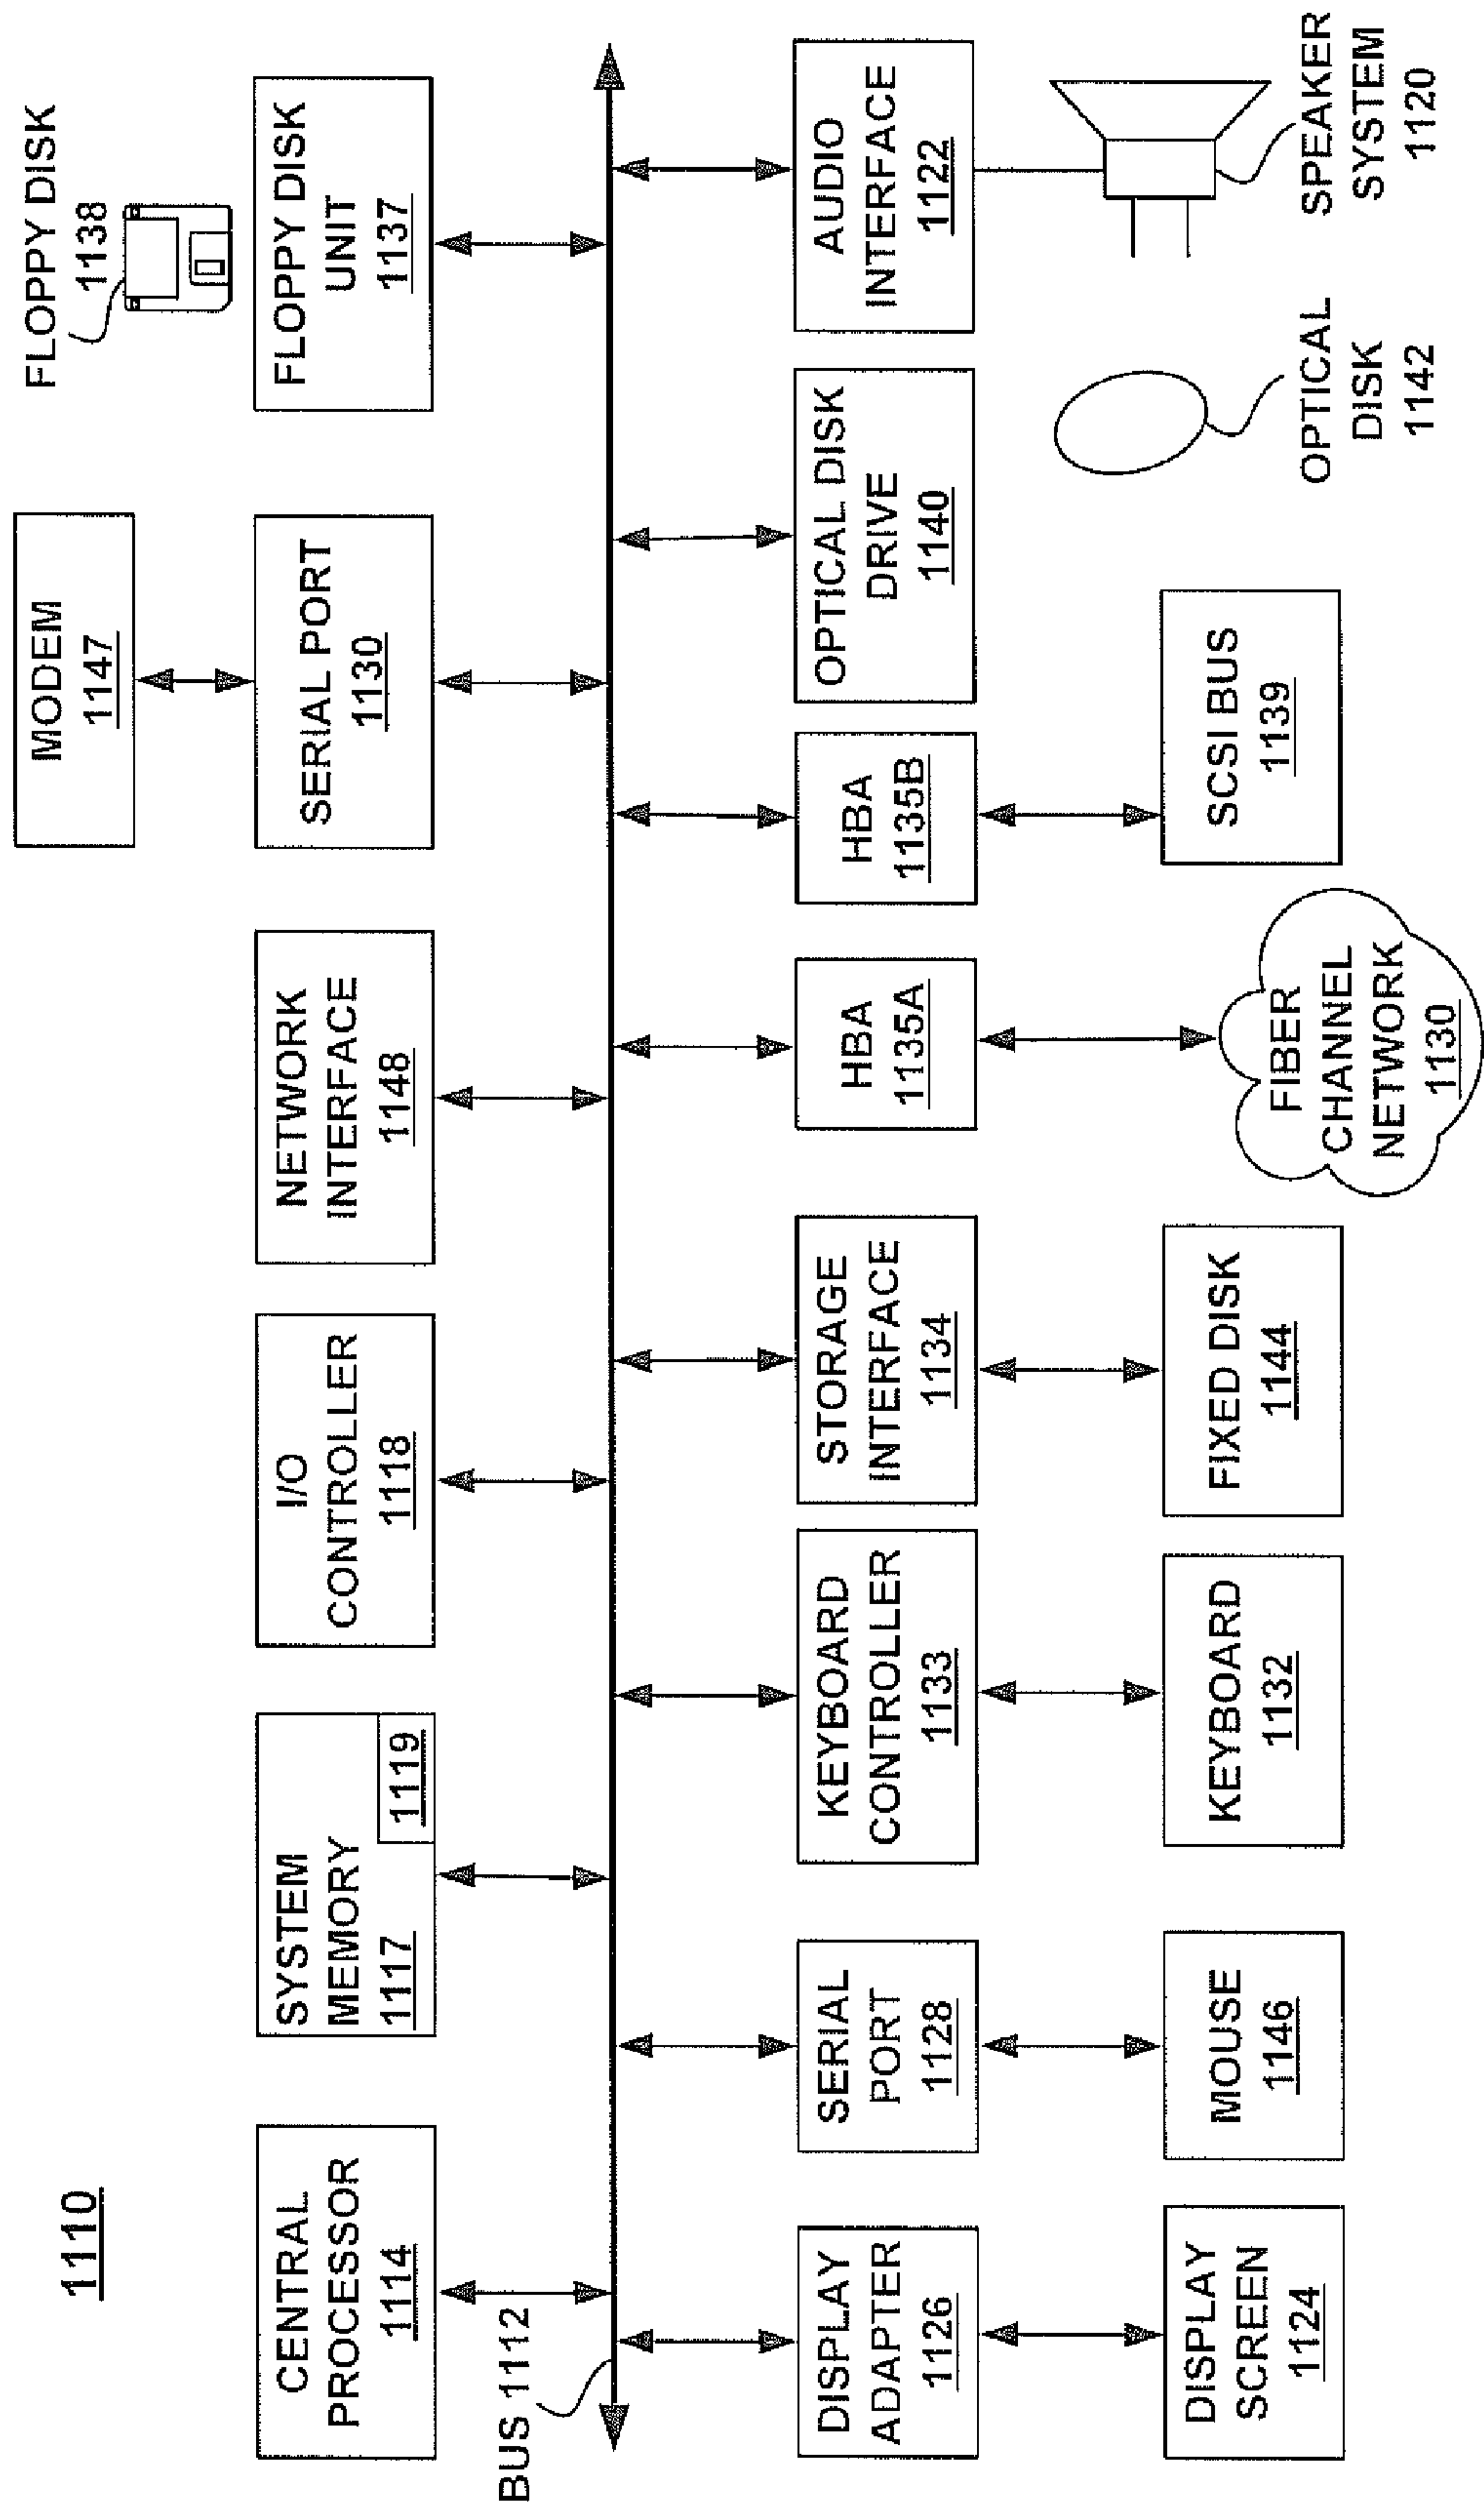 1110
FLOPPY DISK
1138
MODEM
1147
CENTRAL
PROCESSOR
1114
SYSTEM
MEMORY
1117
1119
I/O
CONTROLLER
1118
NETWORK
INTERFACE
1148
SERIAL PORT
1130
FLOPPY DISK
UNIT
1137
BUS 1112
DISPLAY
ADAPTER
1126
SERIAL
PORT
1128
KEYBOARD
CONTROLLER
1133
STORAGE
INTERFACE
1134
HBA
1135A
HBA
1135B
OPTICAL DISK
DRIVE
1140
AUDIO
INTERFACE
1122
DISPLAY
SCREEN
1124
MOUSE
1146
KEYBOARD
1132
FIXED DISK
1144
FIBER
CHANNEL
NETWORK
1130
SCSI BUS
1139
OPTICAL
DISK
1142
SPEAKER
SYSTEM
1120